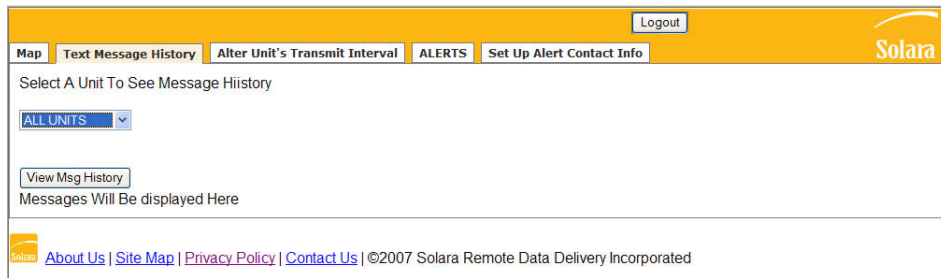 Logout
Map Text Message History Alter Unit's Transmit Interval ALERTS Set Up Alert Contact Info Solara
Select A Unit To See Message Hiistory
ALL UNITS
View Msg History
Messages Will Be displayed Here
Solara About Us | Site Map | Privacy Policy | Contact Us | ©2007 Solara Remote Data Delivery Incorporated